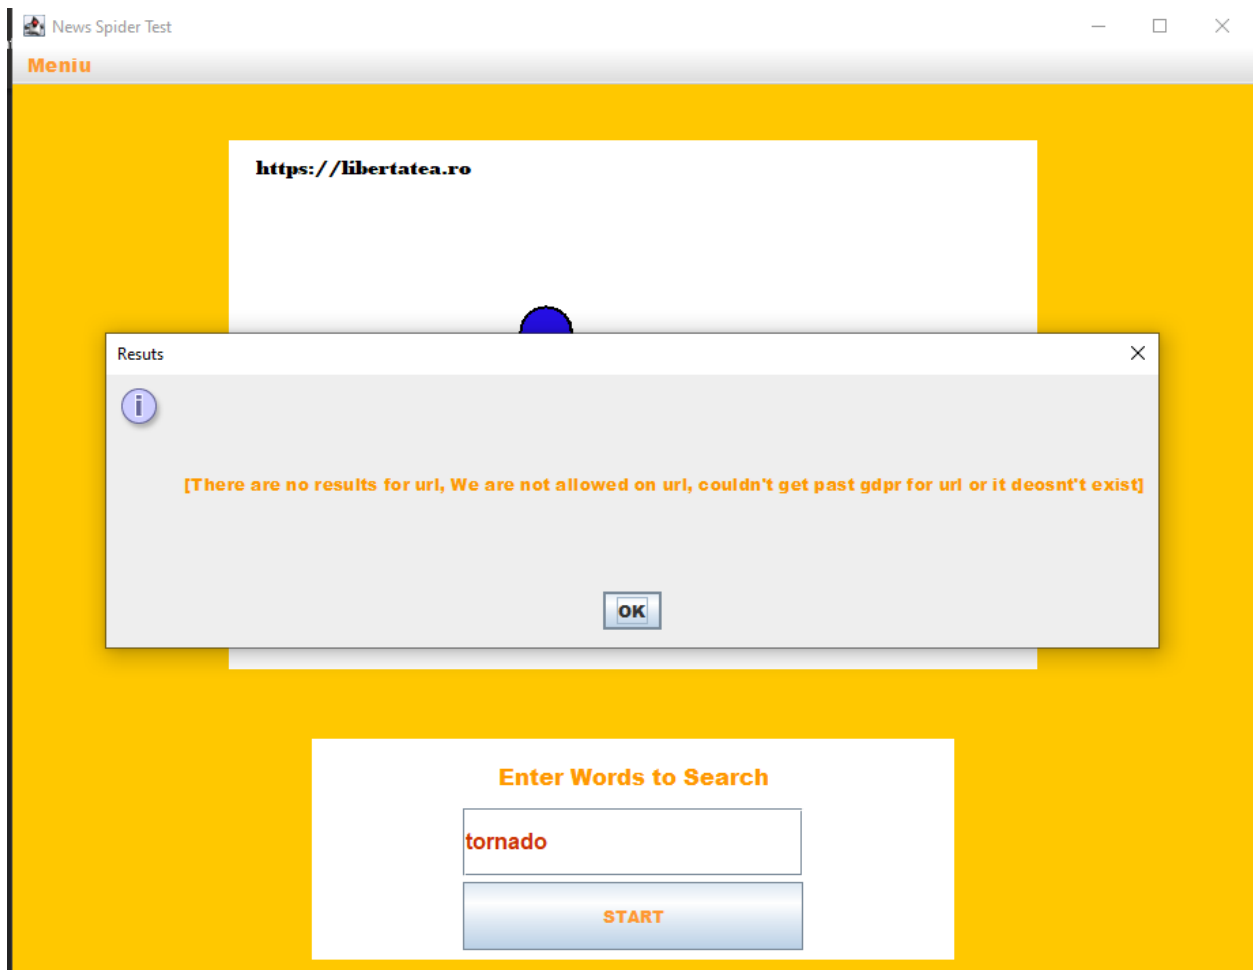 News Spider Test
Meniu
https://libertatea.ro
Resuts
[There are no results for url, We are not allowed on url, couldn't get past gdpr for url or it deosnt't exist]
OK
Enter Words to Search
tornado
START